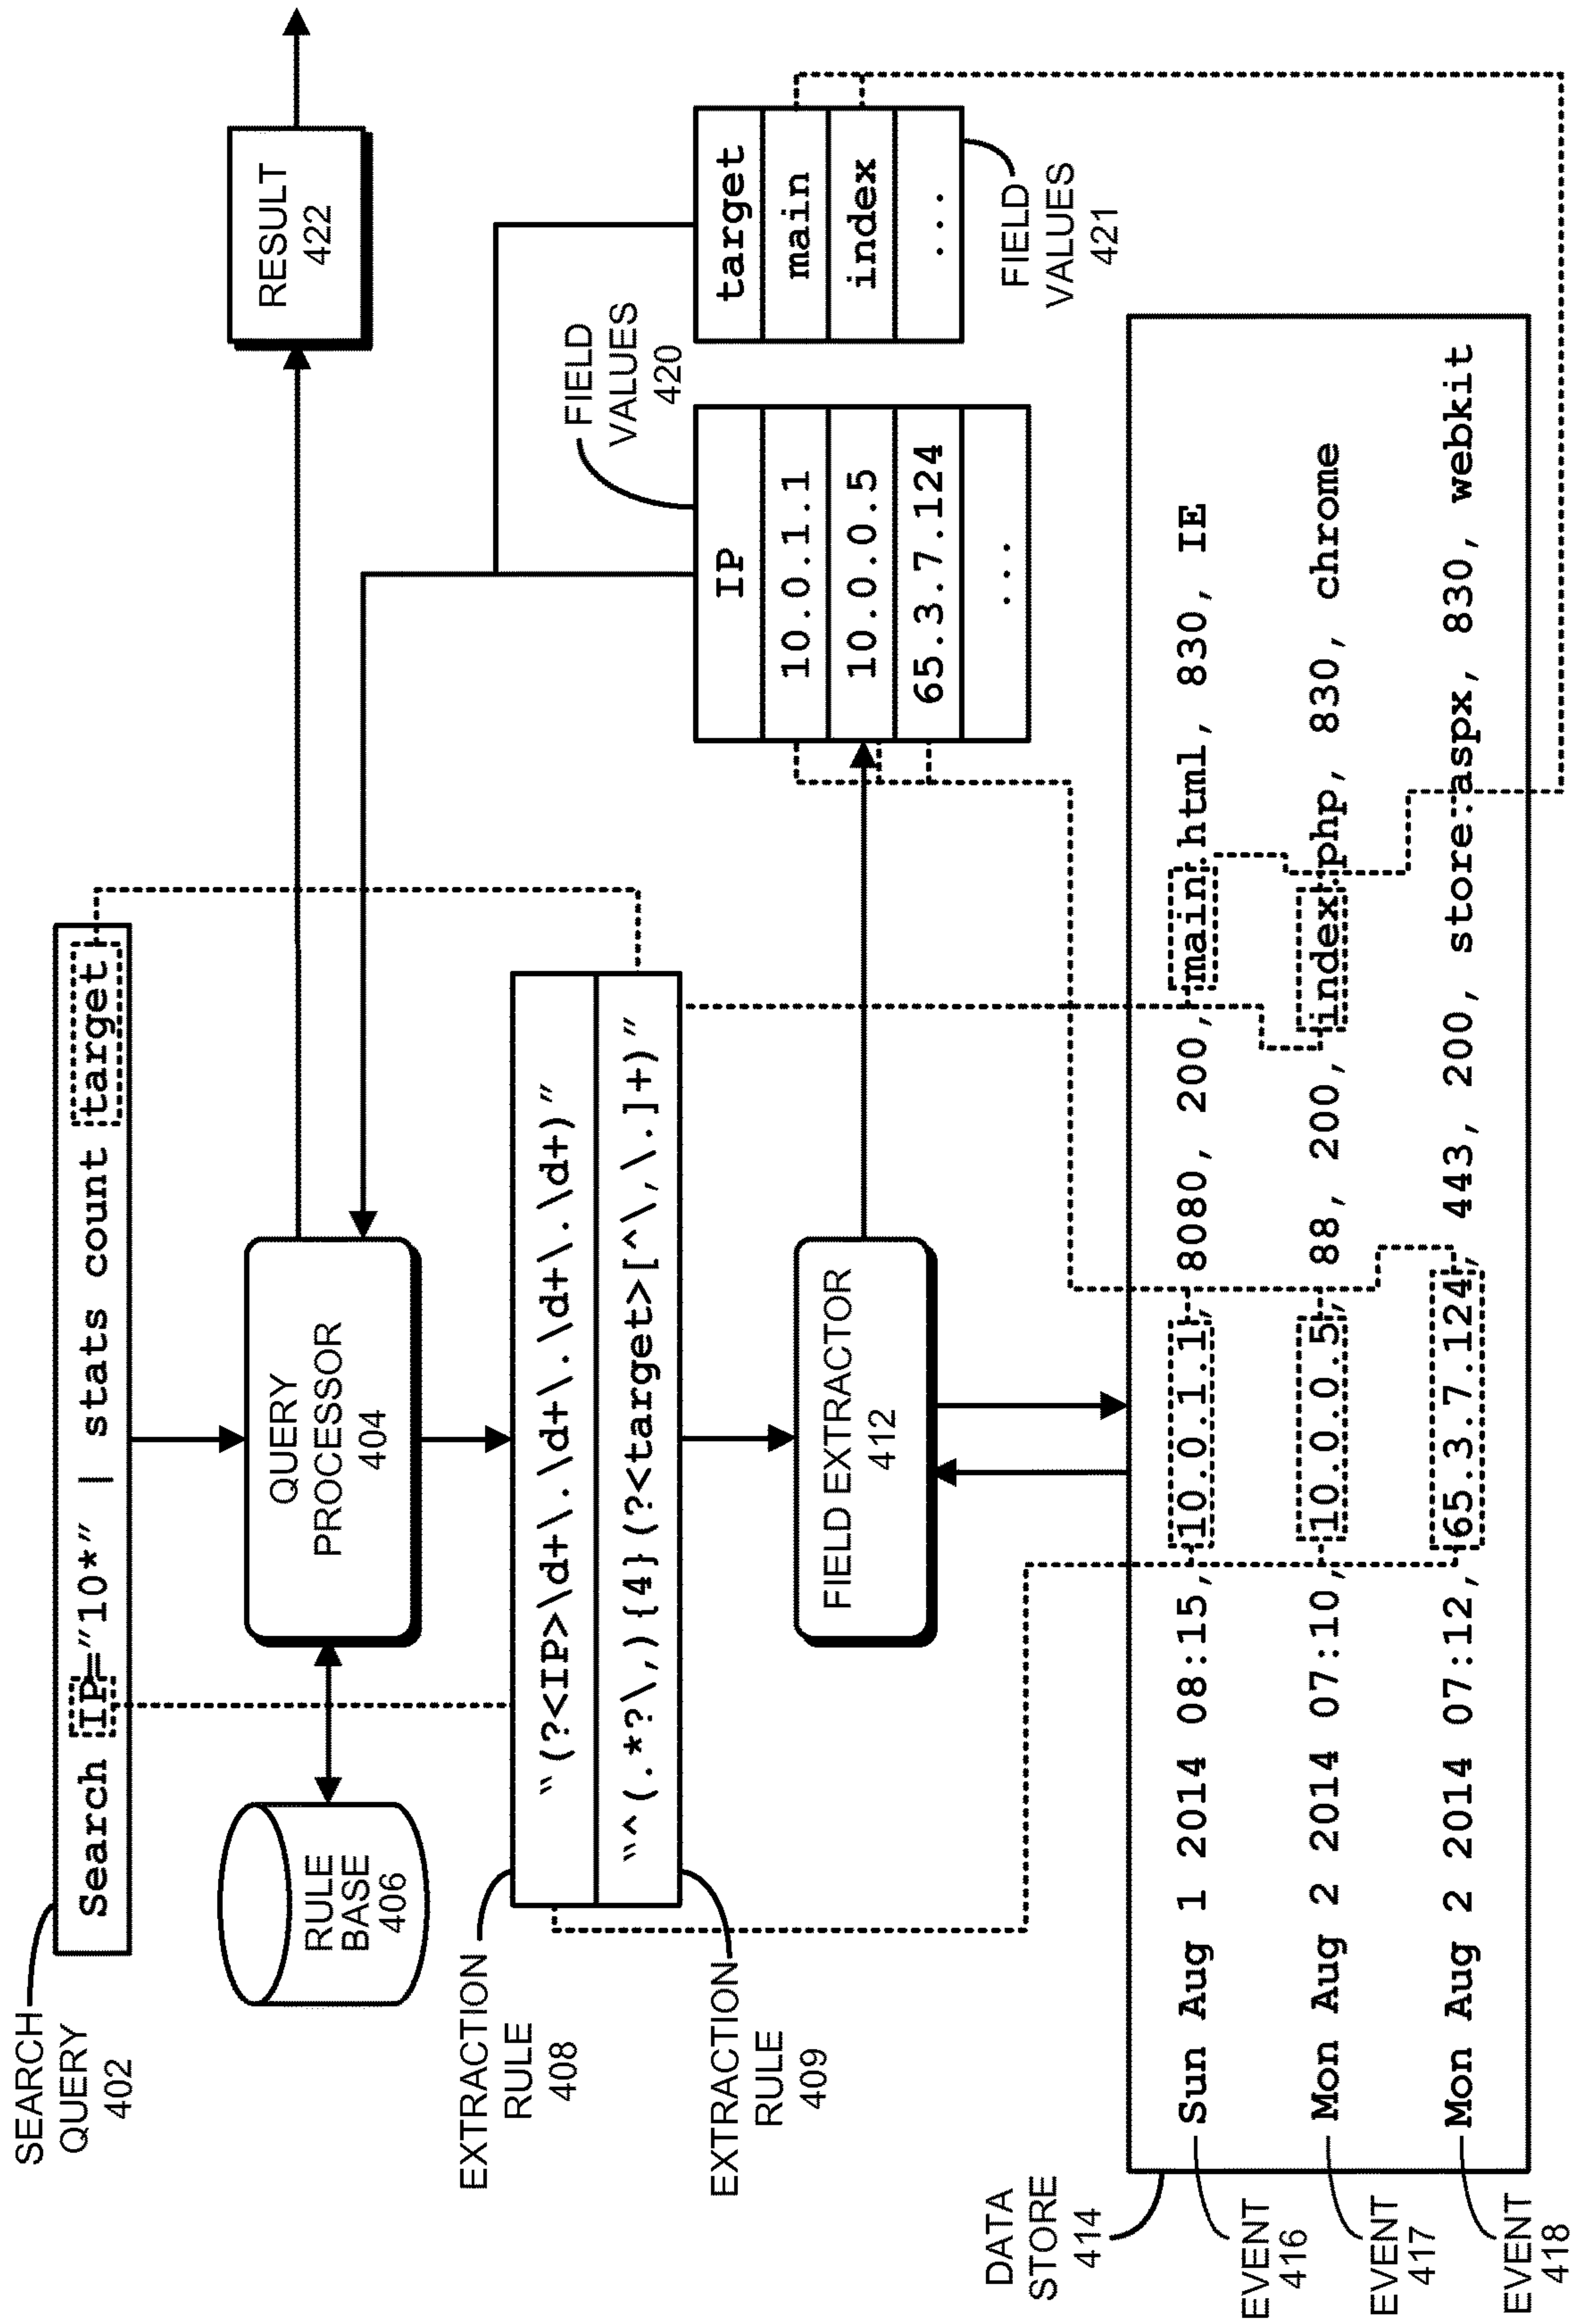 SEARCH
QUERY
402
Search IP="10*" | stats count target
RULE
BASE
406
QUERY
PROCESSOR
404
RESULT
422
EXTRACTION
RULE
408
"(?<IP>\d+\.\d+\.\d+\.\d+)"
"^(.*?\,){4}(?<target>[^\,\.]+)"
EXTRACTION
RULE
409
FIELD EXTRACTOR
412
FIELD
VALUES
420
IP
10.0.1.1
10.0.0.5
65.3.7.124
...
target
main
index
...
FIELD
VALUES
421
DATA
STORE
414
EVENT
416
Sun Aug 1 2014 08:15, 10.0.1.1, 8080, 200, main.html, 830, IE
EVENT
417
Mon Aug 2 2014 07:10, 10.0.0.5, 88, 200, index.php, 830, chrome
EVENT
418
Mon Aug 2 2014 07:12, 65.3.7.124, 443, 200, store.aspx, 830, webkit